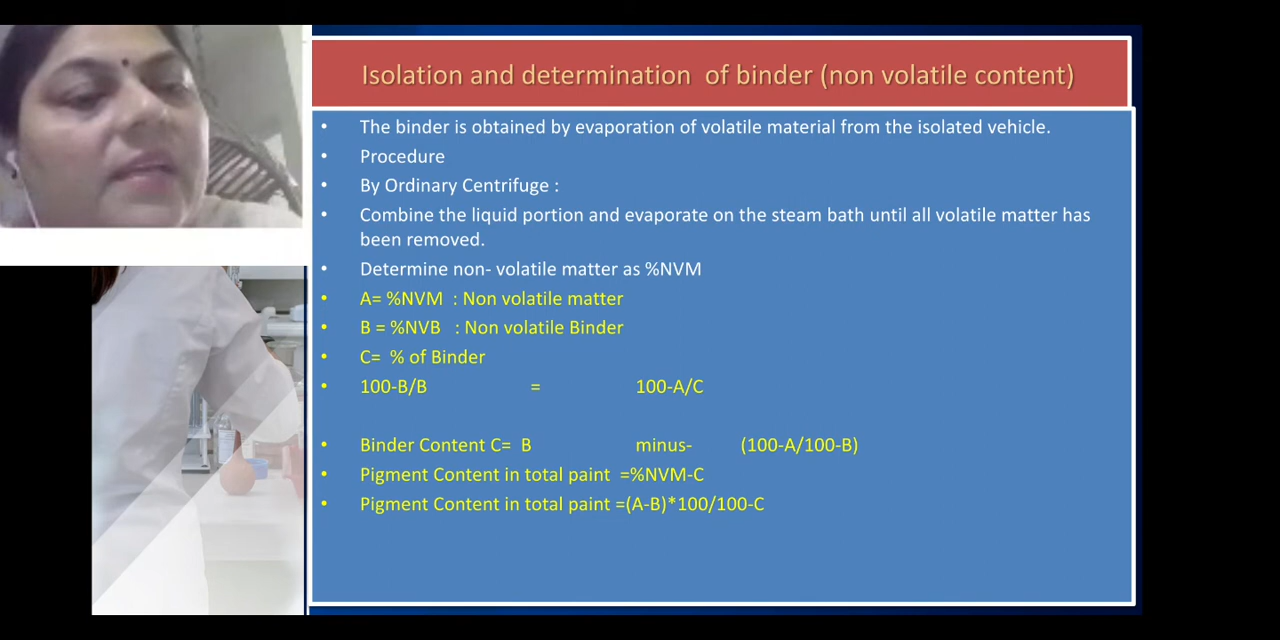 Isolation and determination of binder (non volatile content)
• The binder is obtained by evaporation of volatile material from the isolated vehicle.
• Procedure
• By Ordinary Centrifuge :
• Combine the liquid portion and evaporate on the steam bath until all volatile matter has
been removed.
• Determine non- volatile matter as %NVM
• A= %NVM : Non volatile matter
• B = %NVB : Non volatile Binder
• C= % of Binder
• 100-B/B = 100-A/C
• Binder Content C= B minus- (100-A/100-B)
• Pigment Content in total paint =%NVM-C
• Pigment Content in total paint =(A-B)*100/100-C